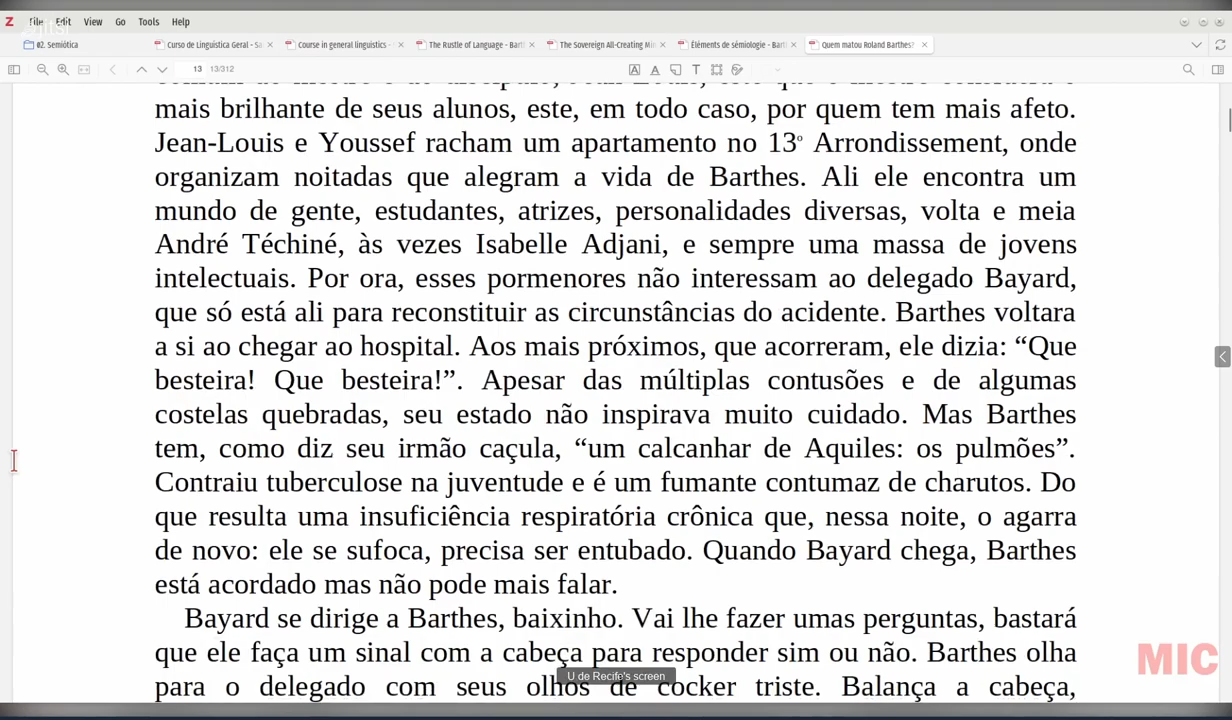 File Edit View Go Tools Help
#2. Semiótica
Curso de Linguística Geral - Sa
Course in general linguistics -
The Rustle of Language - Bart
The Sovereign All-Creating Mi
Éléments de sémiologie - Bart
Quem matou Roland Barthes?
13 13/312
mais brilhante de seus alunos, este, em todo caso, por quem tem mais afeto.
Jean-Louis e Youssef racham um apartamento no 13º Arrondissement, onde
organizam noitadas que alegram a vida de Barthes. Ali ele encontra um
mundo de gente, estudantes, atrizes, personalidades diversas, volta e meia
André Téchiné, às vezes Isabelle Adjani, e sempre uma massa de jovens
intelectuais. Por ora, esses pormenores não interessam ao delegado Bayard,
que só está ali para reconstituir as circunstâncias do acidente. Barthes voltara
a si ao chegar ao hospital. Aos mais próximos, que acorreram, ele dizia: “Que
besteira! Que besteira!”. Apesar das múltiplas contusões e de algumas
costelas quebradas, seu estado não inspirava muito cuidado. Mas Barthes
tem, como diz seu irmão caçula, “um calcanhar de Aquiles: os pulmões”.
Contraiu tuberculose na juventude e é um fumante contumaz de charutos. Do
que resulta uma insuficiência respiratória crônica que, nessa noite, o agarra
de novo: ele se sufoca, precisa ser entubado. Quando Bayard chega, Barthes
está acordado mas não pode mais falar.
Bayard se dirige a Barthes, baixinho. Vai lhe fazer umas perguntas, bastará
que ele faça um sinal com a cabeça para responder sim ou não. Barthes olha
para o delegado com seus olhos de cocker triste. Balança a cabeça,
U de Recife's screen
MIC